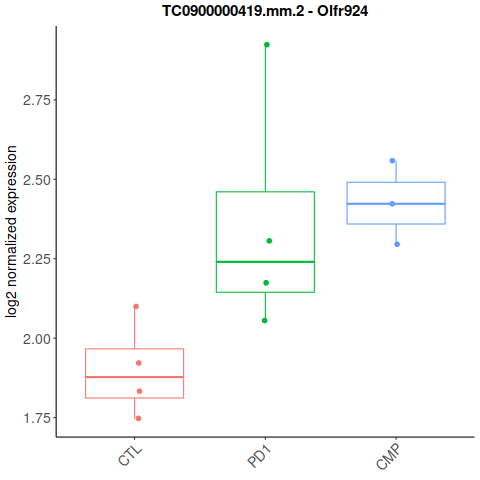 TC0900000419.mm.2 - Olfr924
log2 normalized expression
2.75
2.50
2.25
2.00
1.75
CTL
PD1
CMP